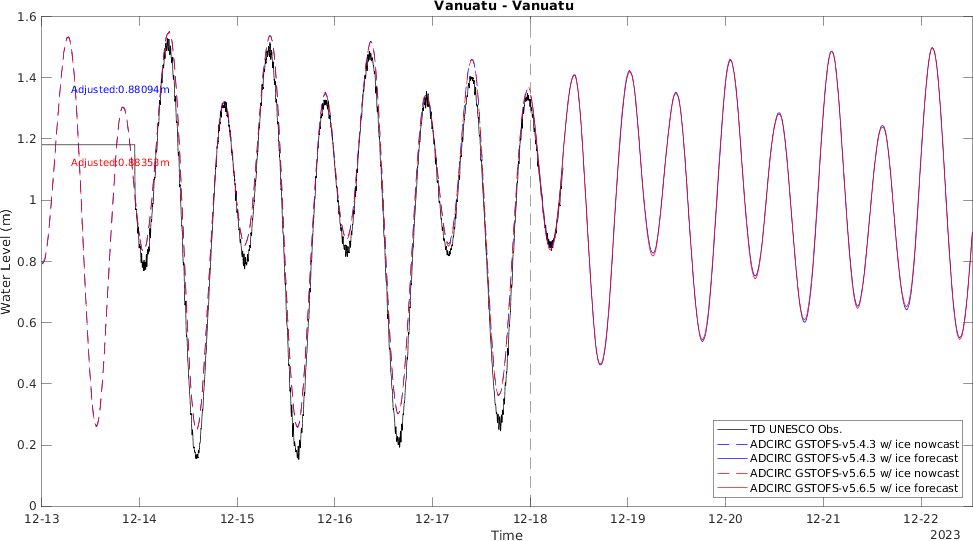 Vanuatu - Vanuatu
1.6
1.4
1.2
1
0.8
0.6
0.4
0.2
0
Water Level (m)
Adjusted:0.88094m
Adjusted:0.88353m
TD UNESCO Obs.
ADCIRC GSTOFS-v5.4.3 w/ ice nowcast
ADCIRC GSTOFS-v5.4.3 w/ ice forecast
ADCIRC GSTOFS-v5.6.5 w/ ice nowcast
ADCIRC GSTOFS-v5.6.5 w/ ice forecast
12-13 12-14 12-15 12-16 12-17 12-18 12-19 12-20 12-21 12-22
Time
2023